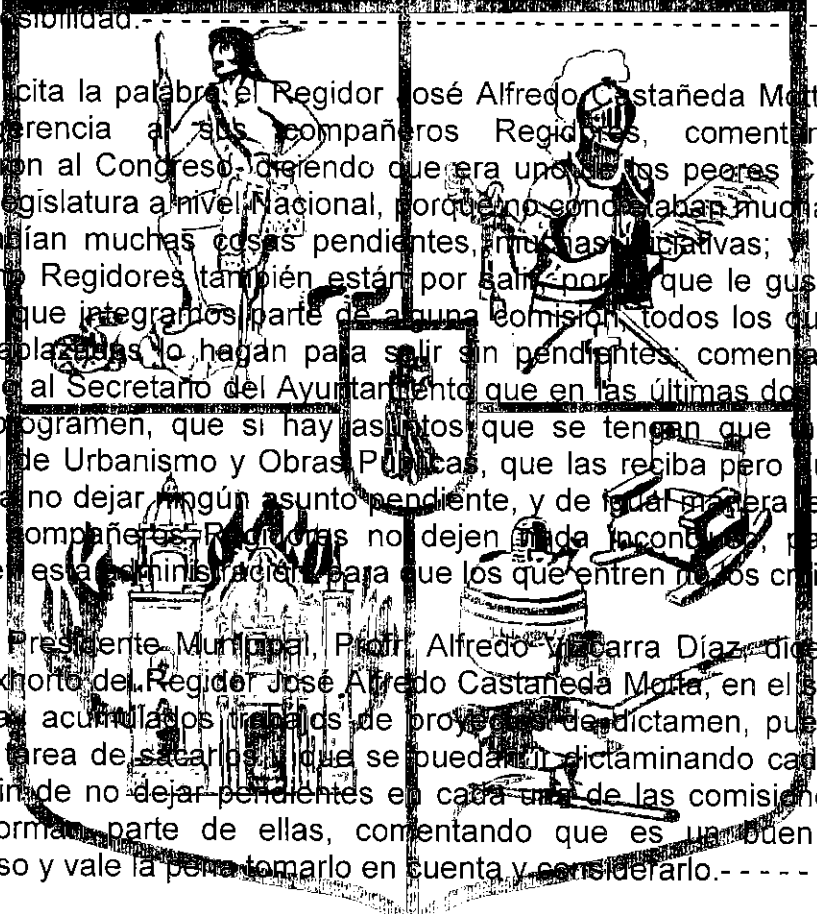 sibilidad.- - - - - - - - - - - - - - - - - - - - - - - - - -
cita la palabra el Regidor José Alfredo Castañeda Mott
erencia a sus compañeros Regidores, comentan
on al Congreso, diciendo que era uno de los peores C
egislatura a nivel Nacional, porque no concretaban mucha
ían muchas cosas pendientes, muchas iniciativas; y
Regidores también están por salir, por que le gus
que integramos parte de alguna comisión, todos los
lo hagan para salir sin pendientes; comenta
al Secretario del Ayuntamiento que en las últimas do
programen, que si hay asuntos que se tengan que
de Urbanismo y Obras Públicas, que las reciba pero
no dejar ningún asunto pendiente, y de igual manera
compañeros Regidores no dejen nada inconcluso, pa
esta administración, para que los que entren no los
Presidente Municipal, Profr. Alfredo Vizcarra Díaz, dice
xhorto del Regidor José Alfredo Castañeda Motta, en el s
acumulados trabajos de proyectos de dictamen, pue
tarea de sacarlos y que se puedan ir dictaminando cad
in de no dejar pendientes en cada una de las comisione
orman parte de ellas, comentando que es un buen
so y vale la pena tomarlo en cuenta y considerarlo.- - - - -